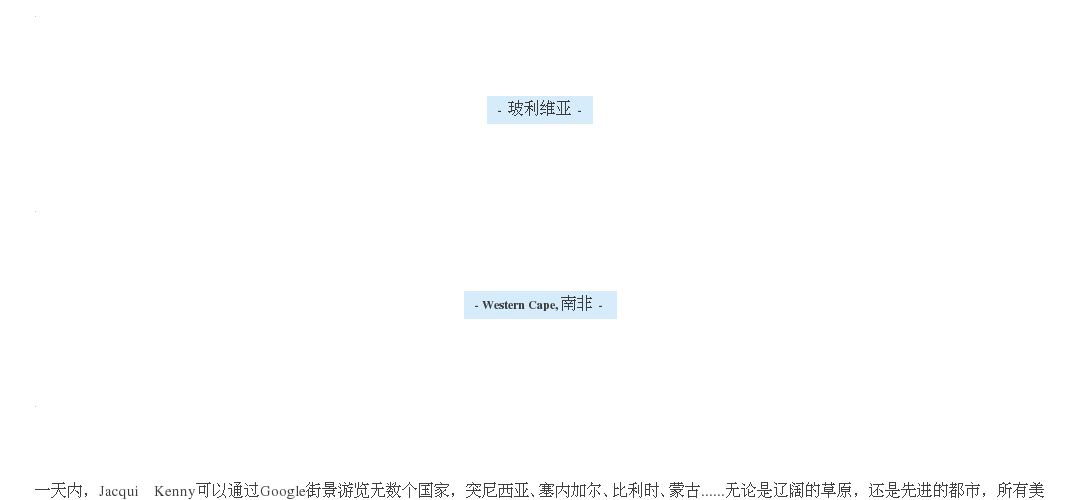 - 玻利维亚 -
- Western Cape, 南非 -
一天内，Jacqui Kenny可以通过Google街景游览无数个国家，突尼西亚、塞内加尔、比利时、蒙古......无论是辽阔的草原，还是先进的都市，所有美